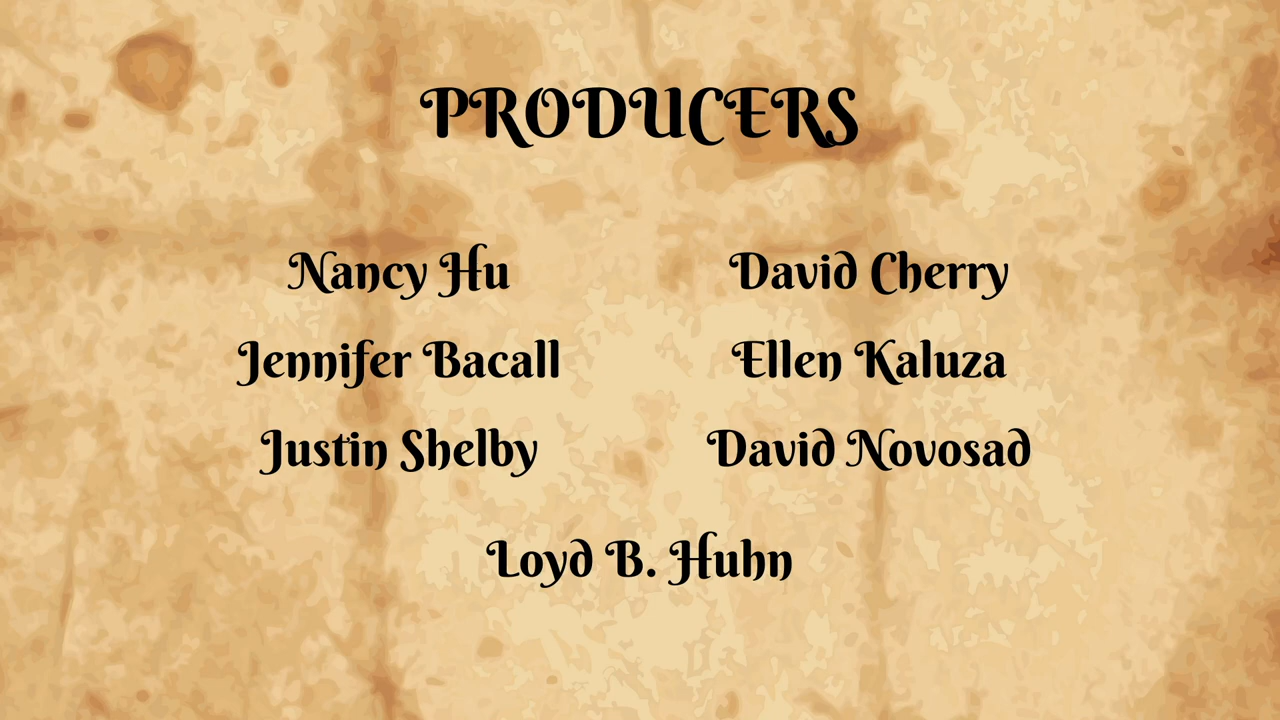 PRODUCERS
Nancy Hu
David Cherry
Jennifer Bacall
Ellen Kaluza
Justin Shelby
David Novosad
Loyd B. Huhn